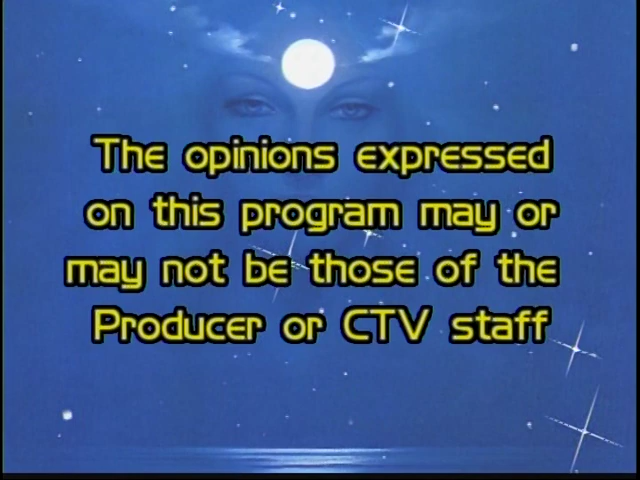 The opinions expressed
on this program may or
may not be those of the
Producer or CTV staff